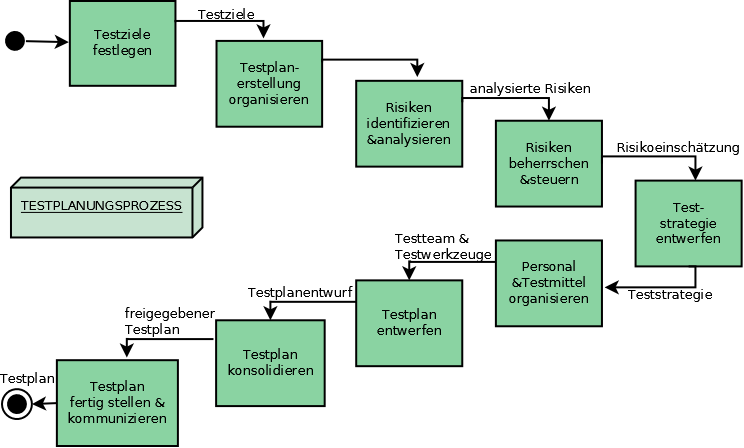 Testziele
festlegen
Testziele
Testplan-
erstellung
organisieren
Risiken
identifizieren
&analysieren
analysierte Risiken
Risiken
beherrschen
&steuern
Risikoeinschätzung
Test-
strategie
entwerfen
Teststrategie
TESTPLANUNGSPROZESS
Personal
&Testmittel
organisieren
Testteam &
Testwerkzeuge
Testplan
entwerfen
Testplanentwurf
Testplan
konsolidieren
freigegebener
Testplan
Testplan
fertig stellen &
kommunizieren
Testplan